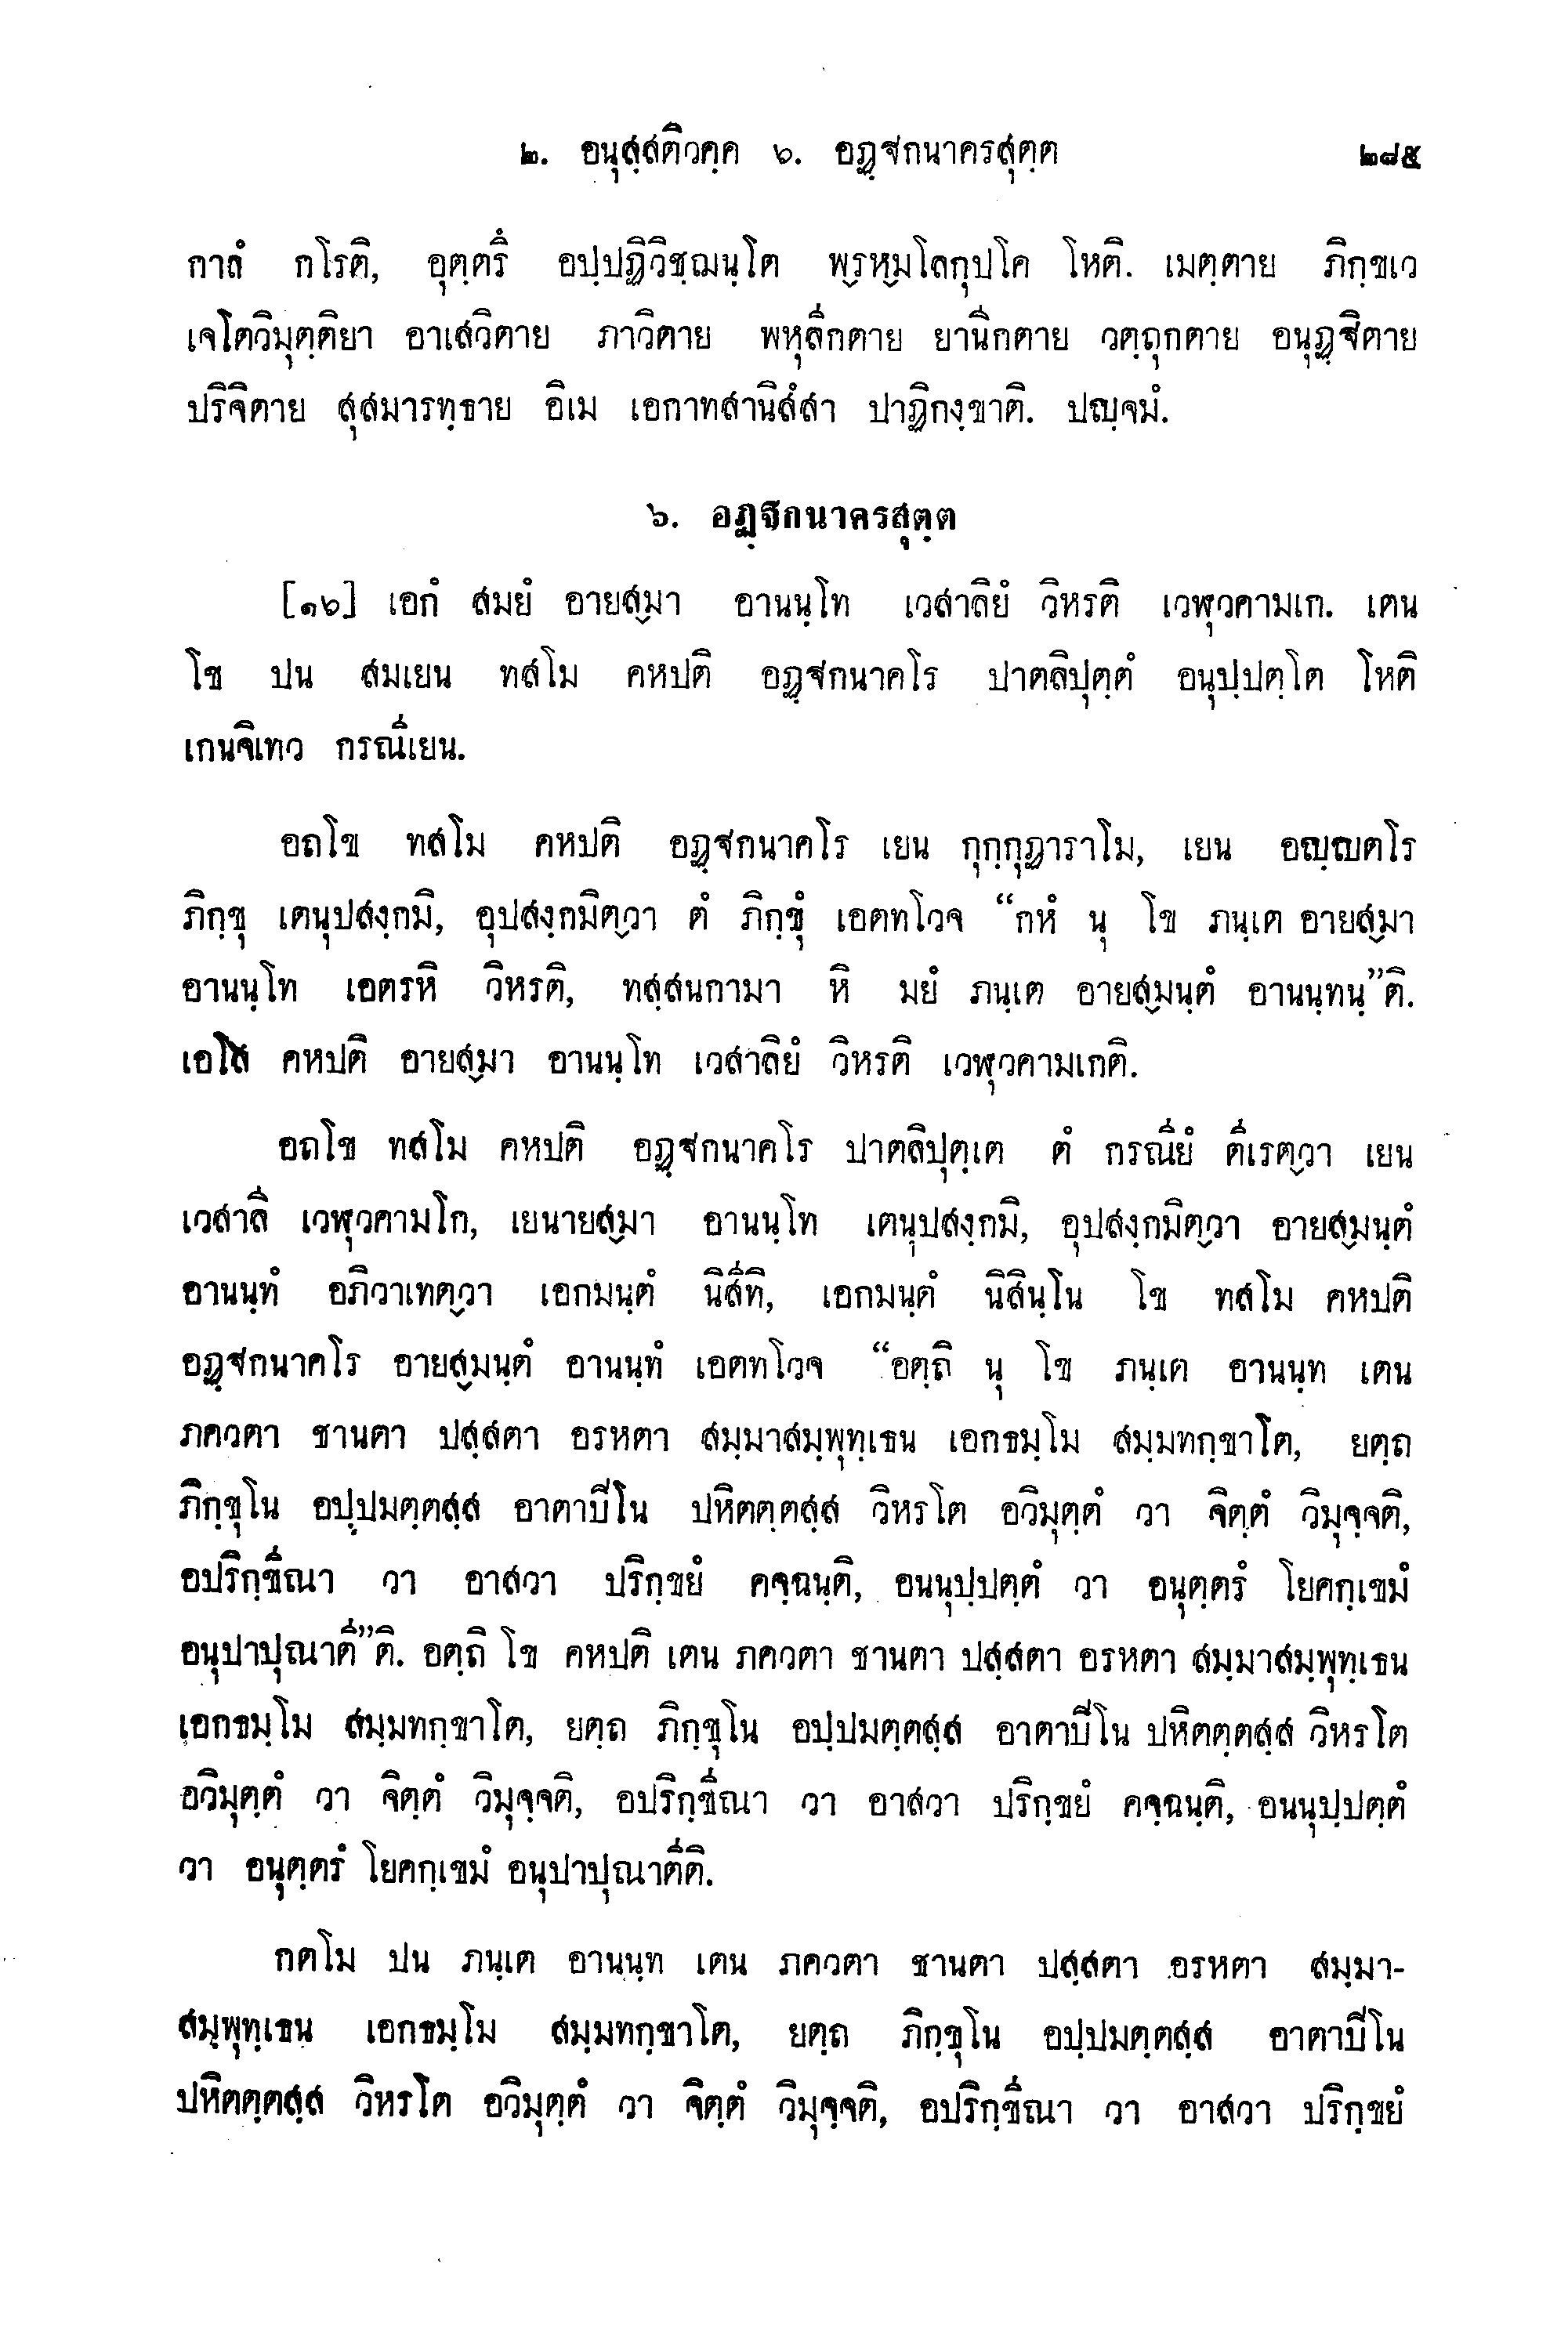 ๒. อนุสฺสติวคฺค ๖. อฏฺฐกนาครสุตฺต ๒๘๕
กาลํ กโรติ, อุตฺตรึ อปฺปฏิวิชฺฌนฺโต พฺรหฺมโลกุปโค โหติ. เมตฺตาย ภิกฺขเว
เจโตวิมุตฺติยา อาเสวิตาย ภาวิตาย พหุลีกตาย ยานีกตาย วตฺถุกตาย อนุฏฺฐิตาย
ปริจิตาย สุสมารทฺธาย อิเม เอกาทสานิสํสา ปาฏิกงฺขาติ. ปญฺจมํ.
๖. อฏฺฐกนาครสุตฺต
[๑๖] เอกํ สมยํ อายสฺมา อานนฺโท เวสาลิยํ วิหรติ เวฬุวคามเก. เตน
โข ปน สมเยน ทสโม คหปติ อฏฺฐกนาคโร ปาตลิปุตฺตํ อนุปฺปตฺโต โหติ
เกนจิเทว กรณีเยน.
อถโข ทสโม คหปติ อฏฺฐกนาคโร เยน กุกฺกุฏาราโม, เยน อญฺญตโร
ภิกฺขุ เตนุปสงฺกมิ, อุปสงฺกมิตฺวา ตํ ภิกฺขุํ เอตทโวจ “กหํ นุ โข ภนฺเต อายสฺมา
อานนฺโท เอตรหิ วิหรติ, ทสฺสนกามา หิ มยํ ภนฺเต อายสฺมนฺตํ อานนฺทนฺ”ติ.
เอโส คหปติ อายสฺมา อานนฺโท เวสาลิยํ วิหรติ เวฬุวคามเกติ.
อถโข ทสโม คหปติ อฏฺฐกนาคโร ปาตลิปุตฺเต ตํ กรณียํ ตีเรตฺวา เยน
เวสาลี เวฬุวคามโก, เยนายสฺมา อานนฺโท เตนุปสงฺกมิ, อุปสงฺกมิตฺวา อายสฺมนฺตํ
อานนฺทํ อภิวาเทตฺวา เอกมนฺตํ นิสีทิ, เอกมนฺตํ นิสินฺโน โข ทสโม คหปติ
อฏฺฐกนาคโร อายสฺมนฺตํ อานนฺทํ เอตทโวจ “อตฺถิ นุ โข ภนฺเต อานนฺท เตน
ภควตา ชานตา ปสฺสตา อรหตา สมฺมาสมฺพุทฺเธน เอกธมฺโม สมฺมทกฺขาโต, ยตฺถ
ภิกฺขุโน อปฺปมตฺตสฺส อาตาปีโน ปหิตตฺตสฺส วิหรโต อวิมุตฺตํ วา จิตฺตํ วิมุจฺจติ,
อปริกฺขีณา วา อาสวา ปริกฺขยํ คจฺฉนฺติ, อนนุปฺปตฺตํ วา อนุตฺตรํ โยคกฺเขมํ
อนุปาปุณาตี”ติ. อตฺถิ โข คหปติ เตน ภควตา ชานตา ปสฺสตา อรหตา สมฺมาสมฺพุทฺเธน
เอกธมฺโม สมฺมทกฺขาโต, ยตฺถ ภิกฺขุโน อปฺปมตฺตสฺส อาตาปีโน ปหิตตฺตสฺส วิหรโต
อวิมุตฺตํ วา จิตฺตํ วิมุจฺจติ, อปริกฺขีณา วา อาสวา ปริกฺขยํ คจฺฉนฺติ, อนนุปฺปตฺตํ
วา อนุตฺตรํ โยคกฺเขมํ อนุปาปุณาตีติ.
กตโม ปน ภนฺเต อานนฺท เตน ภควตา ชานตา ปสฺสตา อรหตา สมฺมา-
สมฺพุทฺเธน เอกธมฺโม สมฺมทกฺขาโต, ยตฺถ ภิกฺขุโน อปฺปมตฺตสฺส อาตาปีโน
ปหิตตฺตสฺส วิหรโต อวิมุตฺตํ วา จิตฺตํ วิมุจฺจติ, อปริกฺขีณา วา อาสวา ปริกฺขยํ